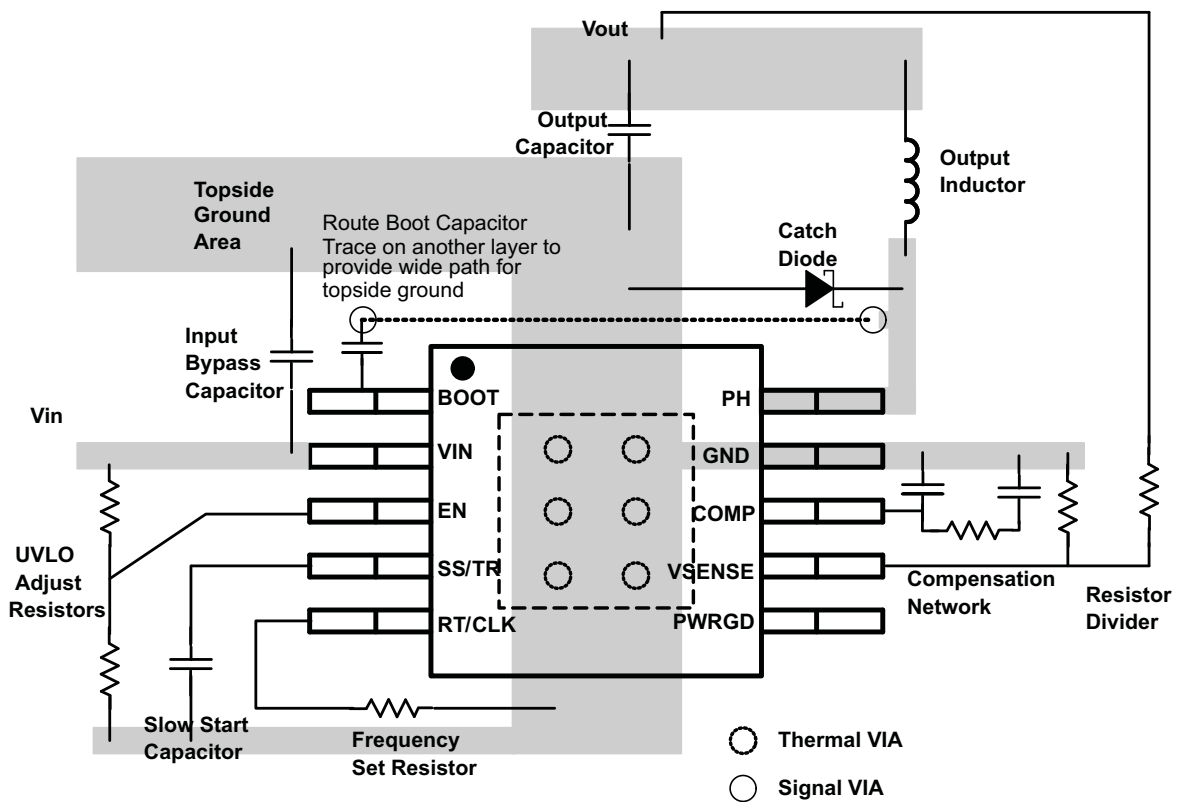 Vout
Output
Capacitor
Output
Inductor
Topside
Ground
Area
Route Boot Capacitor
Trace on another layer to
provide wide path for
topside ground
Catch
Diode
Input
Bypass
Capacitor
Vin
BOOT
VIN
EN
SS/TR
RT/CLK
PH
GND
COMP
VSENSE
PWRGD
UVLO
Adjust
Resistors
Compensation
Network
Resistor
Divider
Slow Start
Capacitor
Frequency
Set Resistor
Thermal VIA
Signal VIA